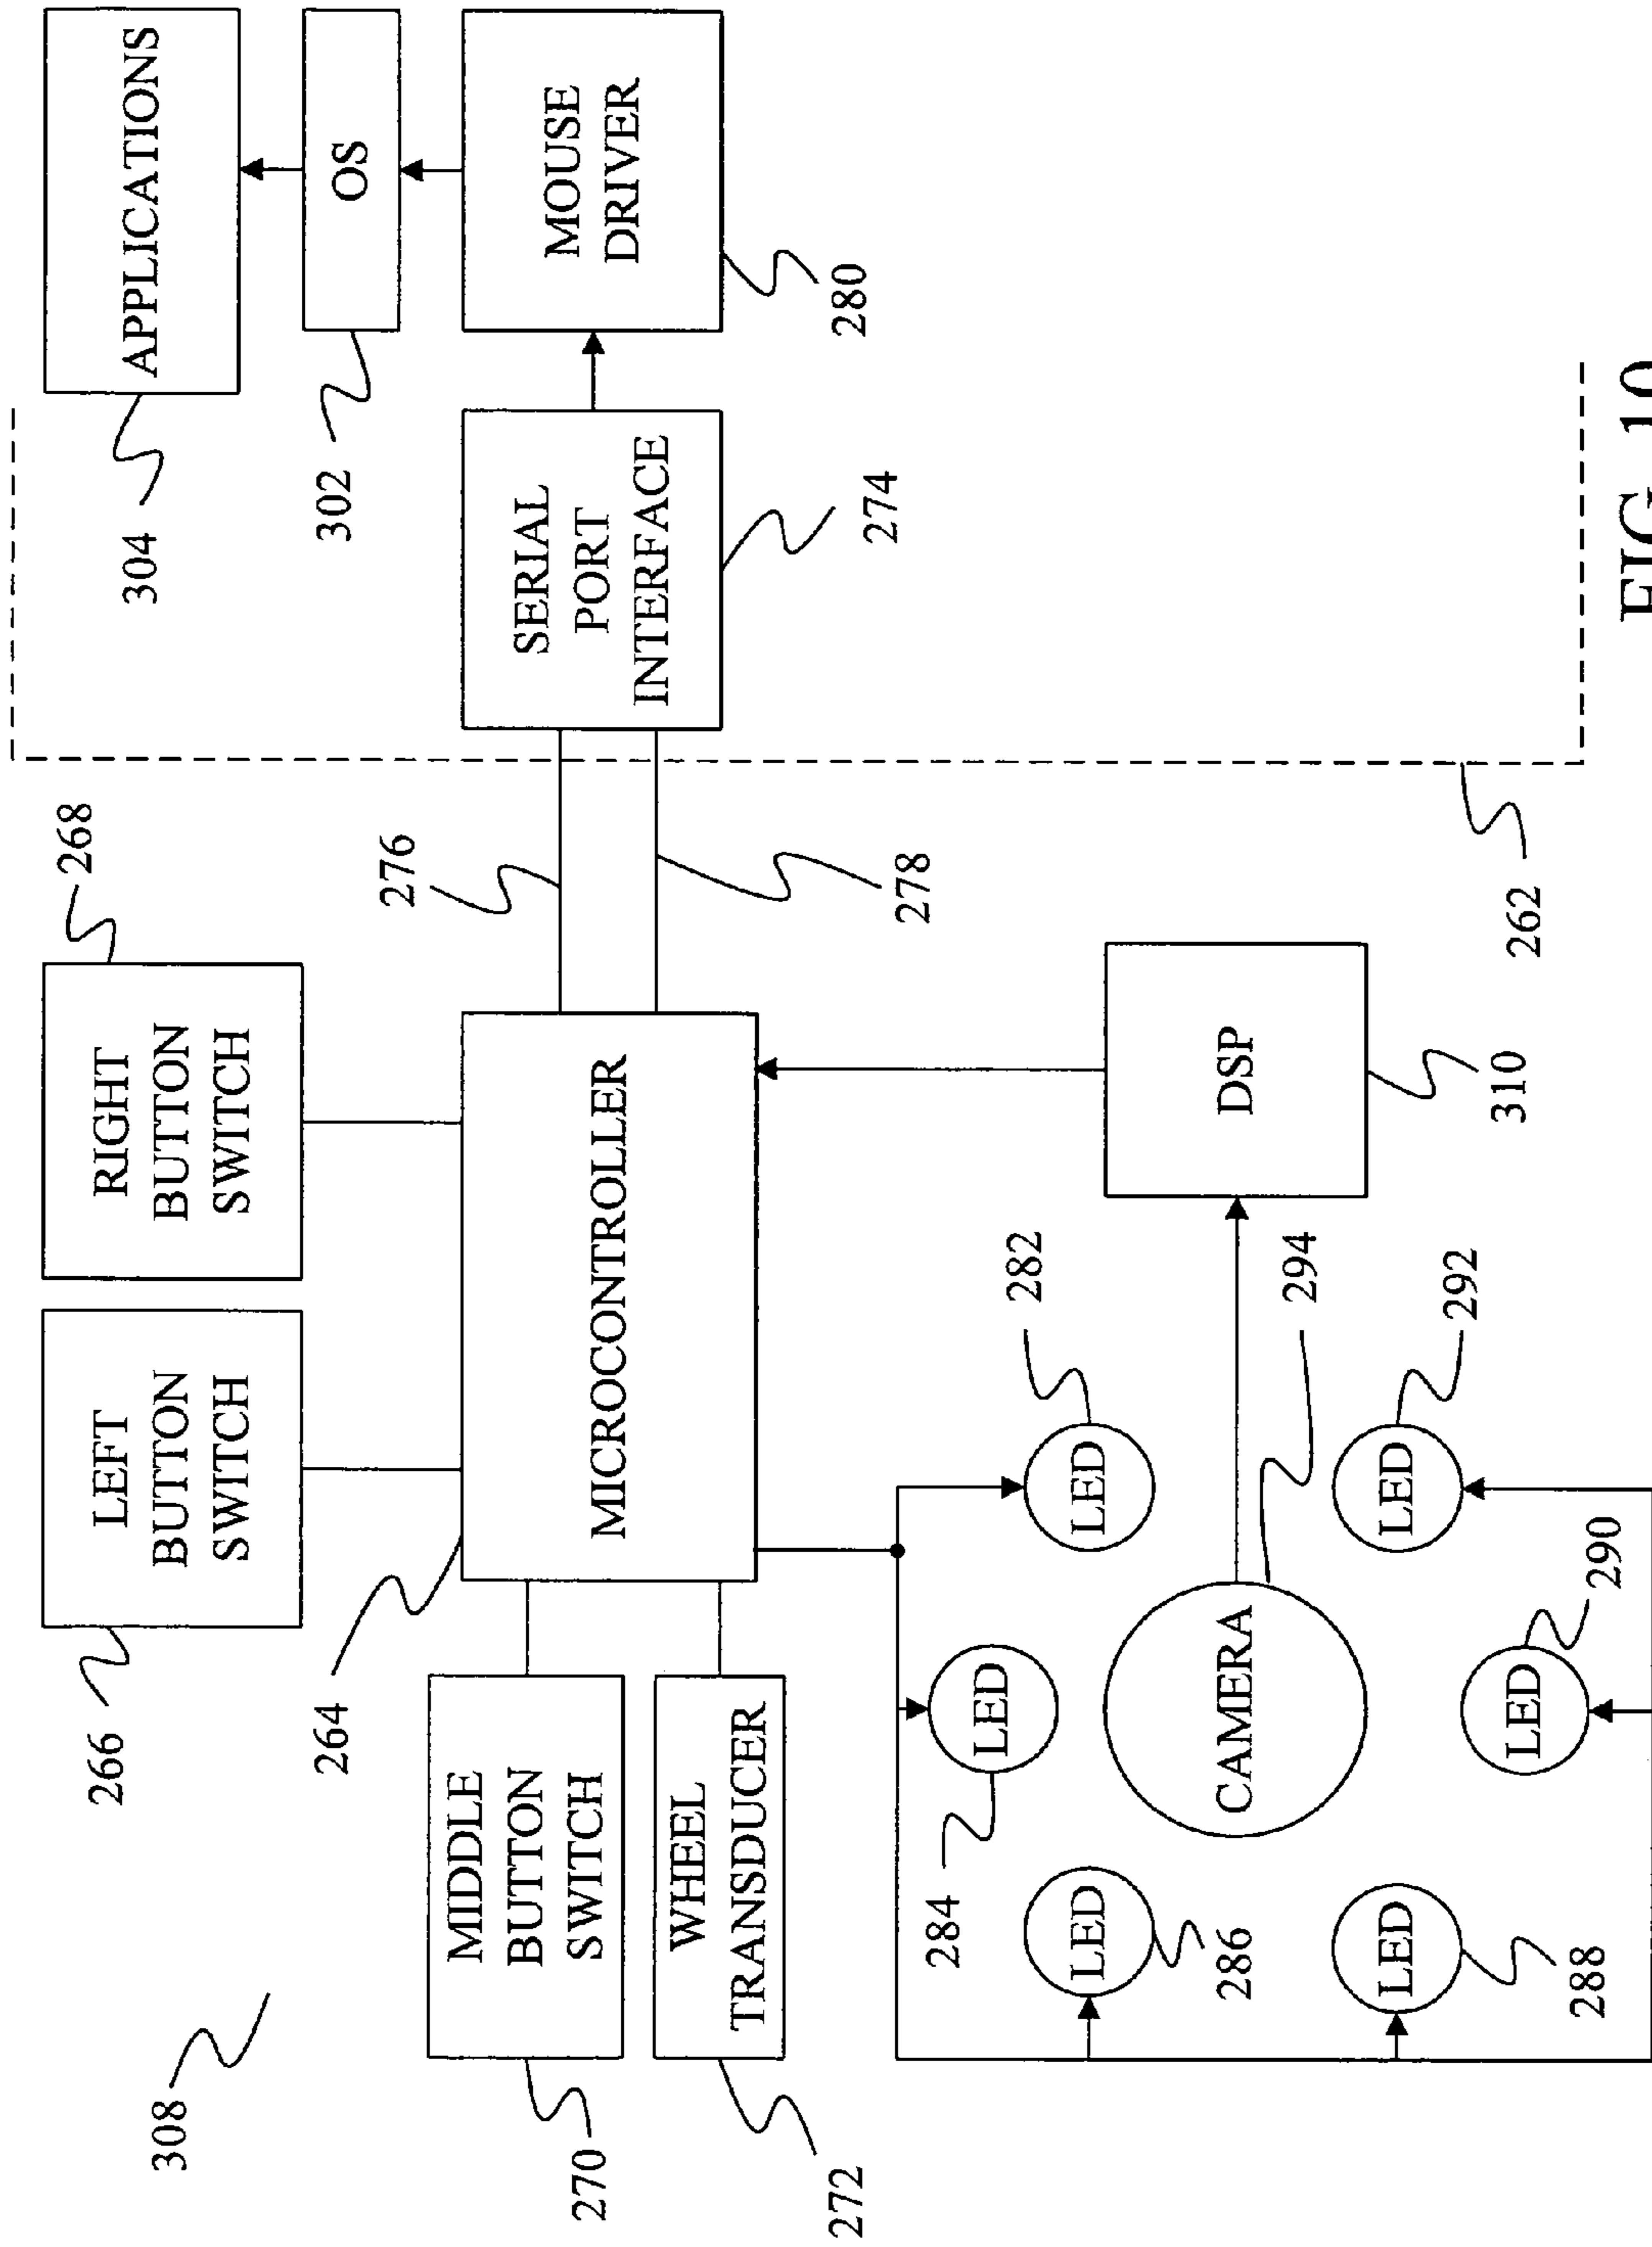 308
266
LEFT
BUTTON
SWITCH
RIGHT
BUTTON
SWITCH
268
304
APPLICATIONS
302
OS
264
MICROCONTROLLER
276
278
SERIAL
PORT
INTERFACE
274
MOUSE
DRIVER
280
270
MIDDLE
BUTTON
SWITCH
272
WHEEL
TRANSDUCER
284
LED
282
LED
286
LED
CAMERA
294
DSP
310
288
LED
LED
290
LED
292
262
FIG. 10